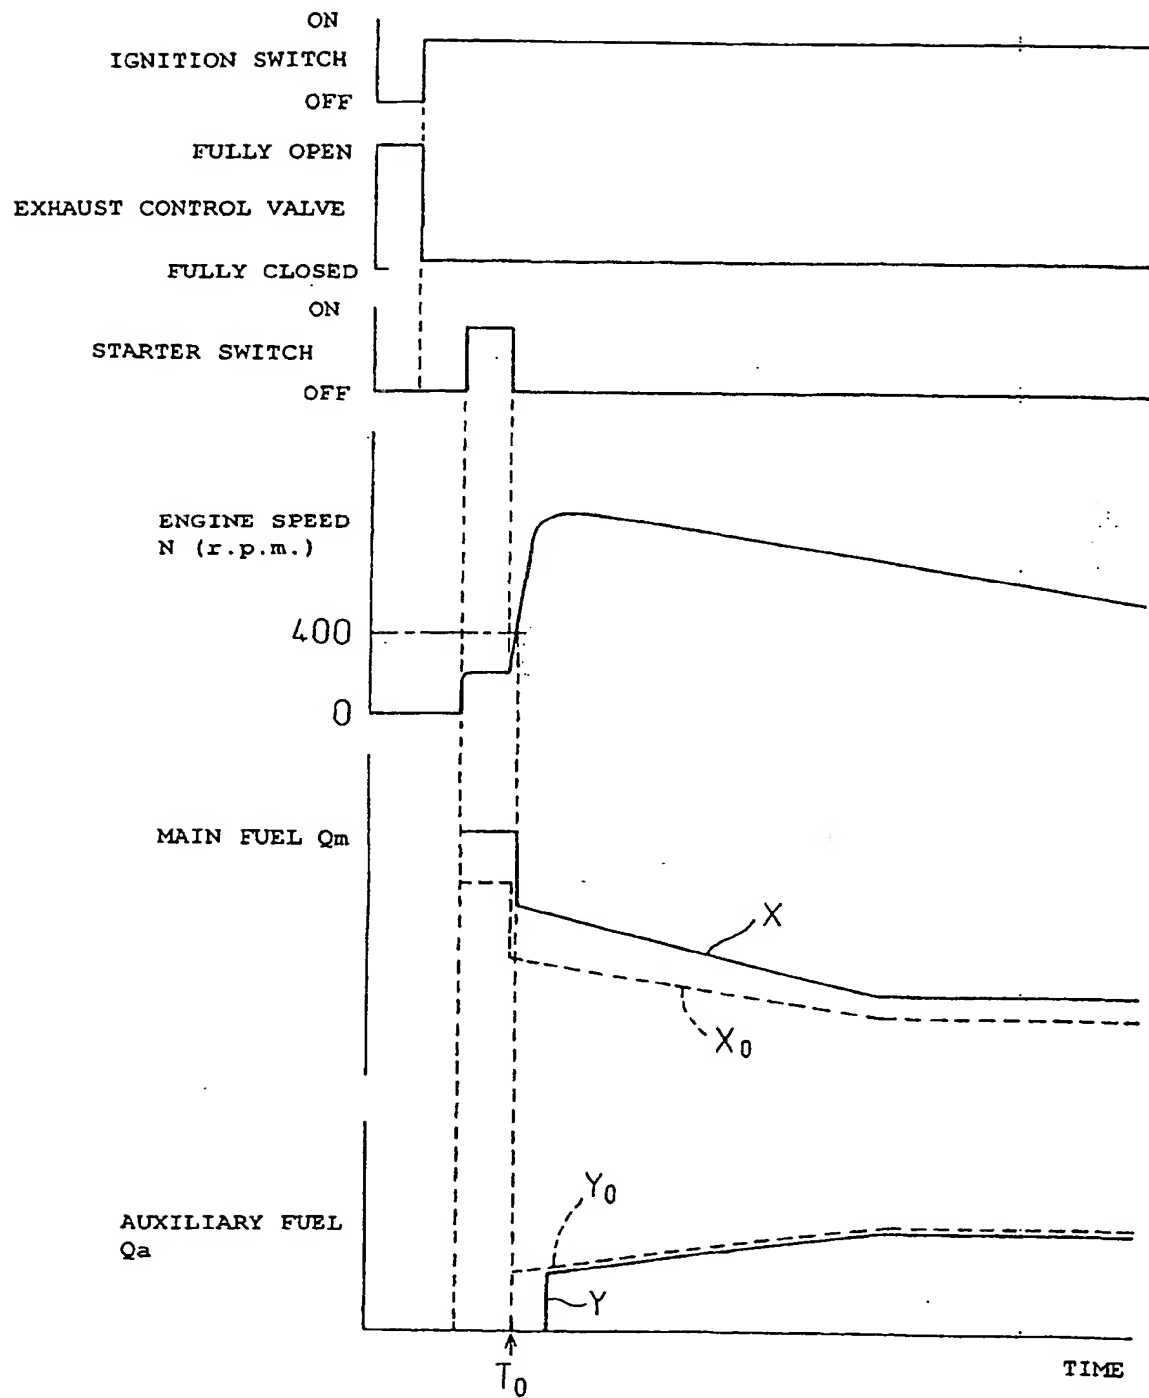 ON
IGNITION SWITCH
OFF
FULLY OPEN
EXHAUST CONTROL VALVE
FULLY CLOSED
ON
STARTER SWITCH
OFF
ENGINE SPEED
N (r.p.m.)
400
0
MAIN FUEL Qm
X
X0
Y0
AUXILIARY FUEL
Qa
Y
T0
TIME